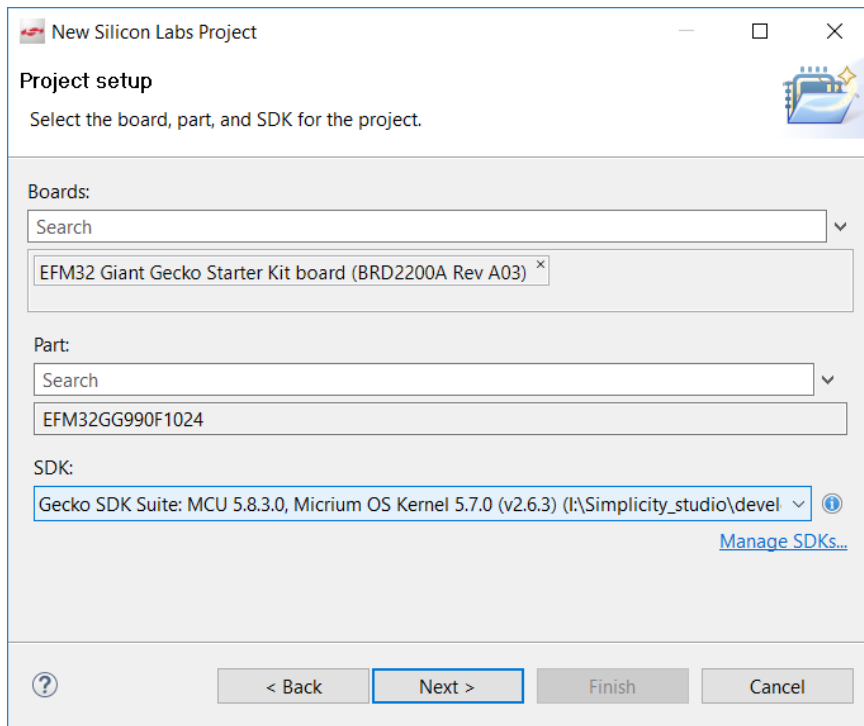 New Silicon Labs Project
Project setup
Select the board, part, and SDK for the project.
Boards:
Search
EFM32 Giant Gecko Starter Kit board (BRD2200A Rev A03)
Part:
Search
EFM32GG990F1024
SDK:
Gecko SDK Suite: MCU 5.8.3.0, Micrium OS Kernel 5.7.0 (v2.6.3) (I:\Simplicity_studio\devel
Manage SDKs...
< Back Next > Finish Cancel